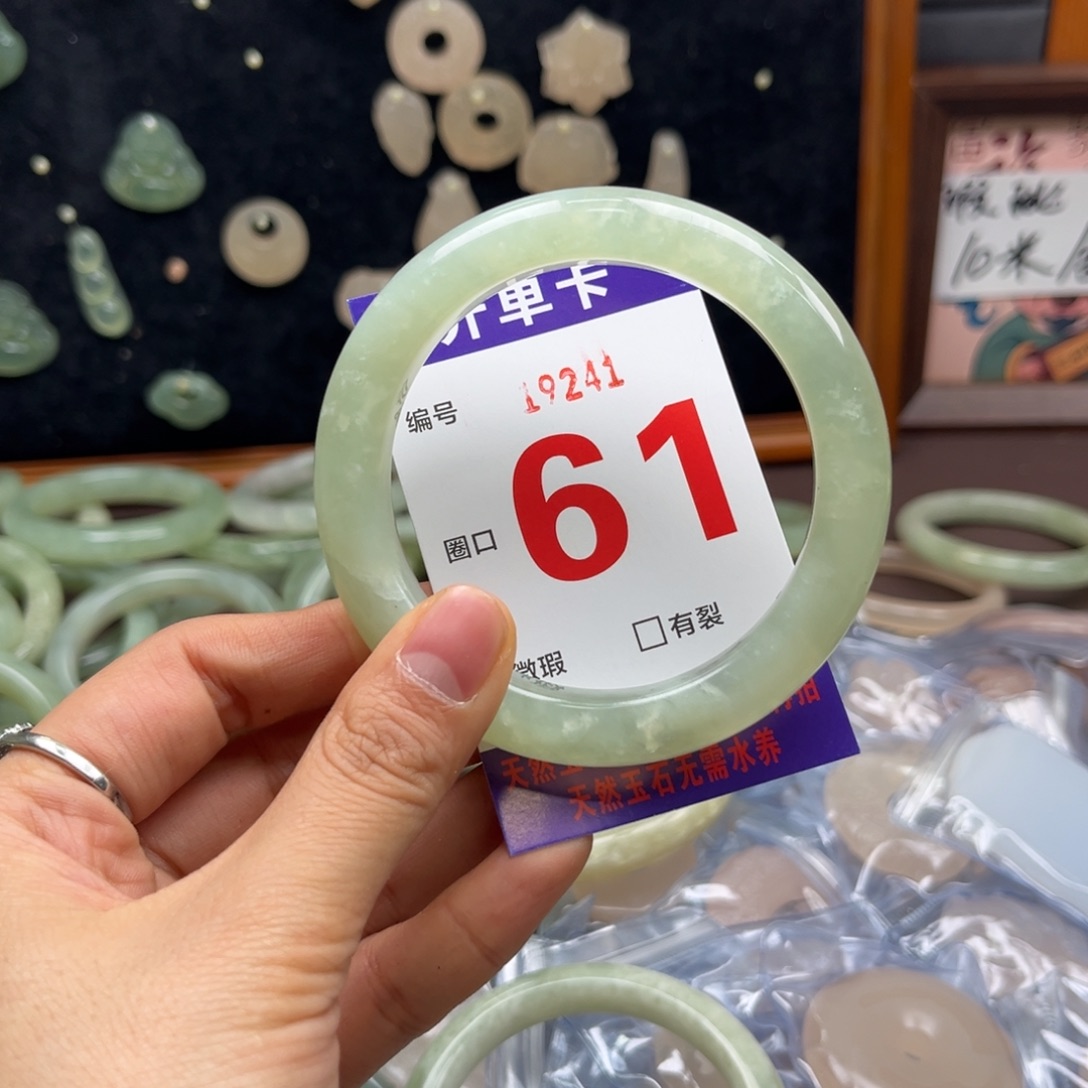 开单卡
编号 19241
圈口 61
微瑕 □有裂
天然玉石无需水养
10米